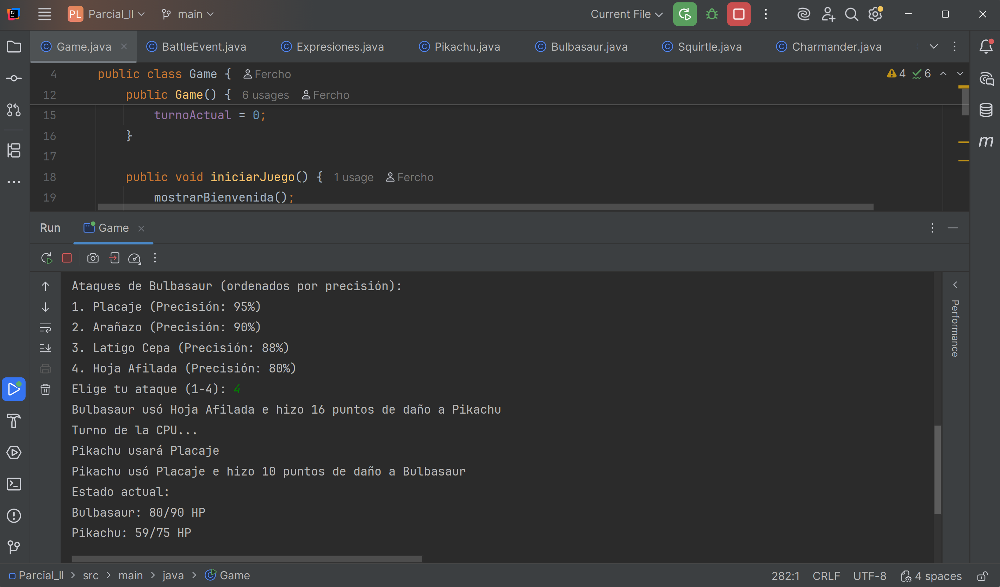 PL Parcial_ll main Current File
Game.java BattleEvent.java Expresiones.java Pikachu.java Bulbasaur.java Squirtle.java Charmander.java
4 public class Game { Fercho 4 6
12 public Game() { 6 usages Fercho
15 turnoActual = 0;
16 }
17
18 public void iniciarJuego() { 1 usage Fercho
19 mostrarBienvenida();
Run Game
Ataques de Bulbasaur (ordenados por precisión):
1. Placaje (Precisión: 95%)
2. Arañazo (Precisión: 90%)
3. Latigo Cepa (Precisión: 88%)
4. Hoja Afilada (Precisión: 80%)
Elige tu ataque (1-4): 4
Bulbasaur usó Hoja Afilada e hizo 16 puntos de daño a Pikachu
Turno de la CPU...
Pikachu usará Placaje
Pikachu usó Placaje e hizo 10 puntos de daño a Bulbasaur
Estado actual:
Bulbasaur: 80/90 HP
Pikachu: 59/75 HP
Performance
Parcial_ll > src > main > java > Game 282:1 CRLF UTF-8 4 spaces